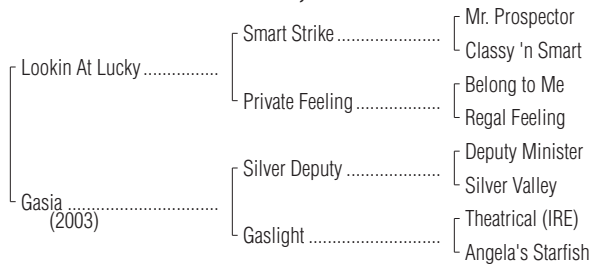 Mr. Prospector
Smart Strike ....................
Classy 'n Smart
Lookin At Lucky ...............
Belong to Me
Private Feeling .................
Regal Feeling
Deputy Minister
Silver Deputy ...................
Silver Valley
Gasia ..............................
(2003)
Theatrical (IRE)
Gaslight ..........................
Angela's Starfish